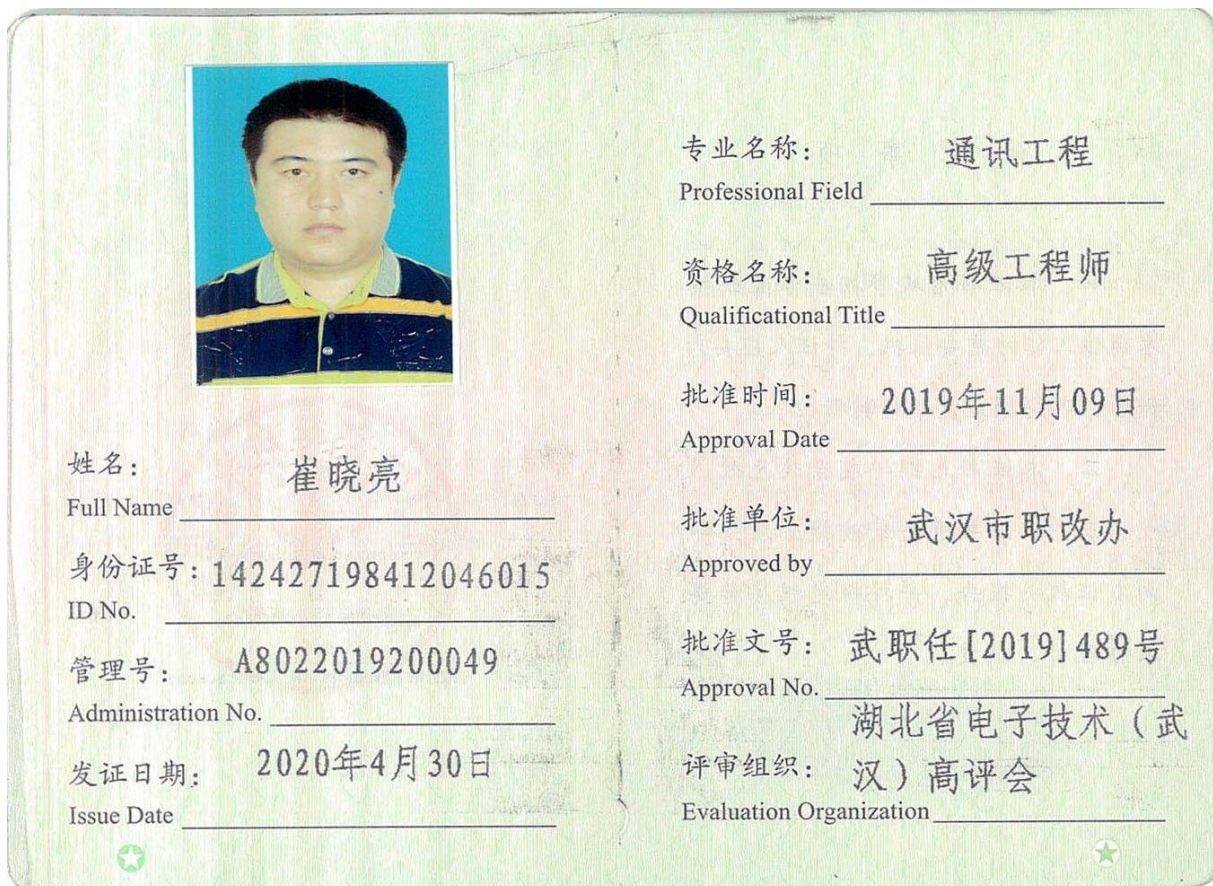 姓名： 崔晓亮
Full Name
身份证号：142427198412046015
ID No.
管理号： A8022019200049
Administration No.
发证日期： 2020年4月30日
Issue Date
专业名称： 通讯工程
Professional Field
资格名称： 高级工程师
Qualificational Title
批准时间： 2019年11月09日
Approval Date
批准单位： 武汉市职改办
Approved by
批准文号： 武职任[2019]489号
Approval No.
湖北省电子技术（武
评审组织： 汉）高评会
Evaluation Organization